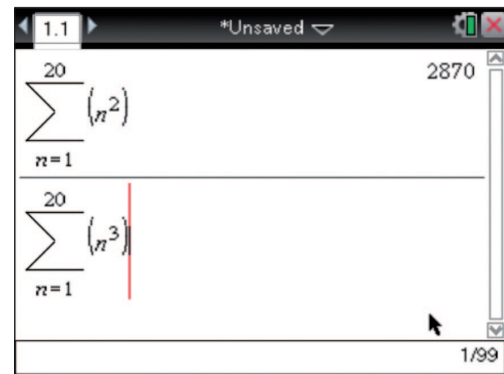 1.1 *Unsaved
20
∑ (n²) 2870
n=1
20
∑ (n³)
n=1
1/99